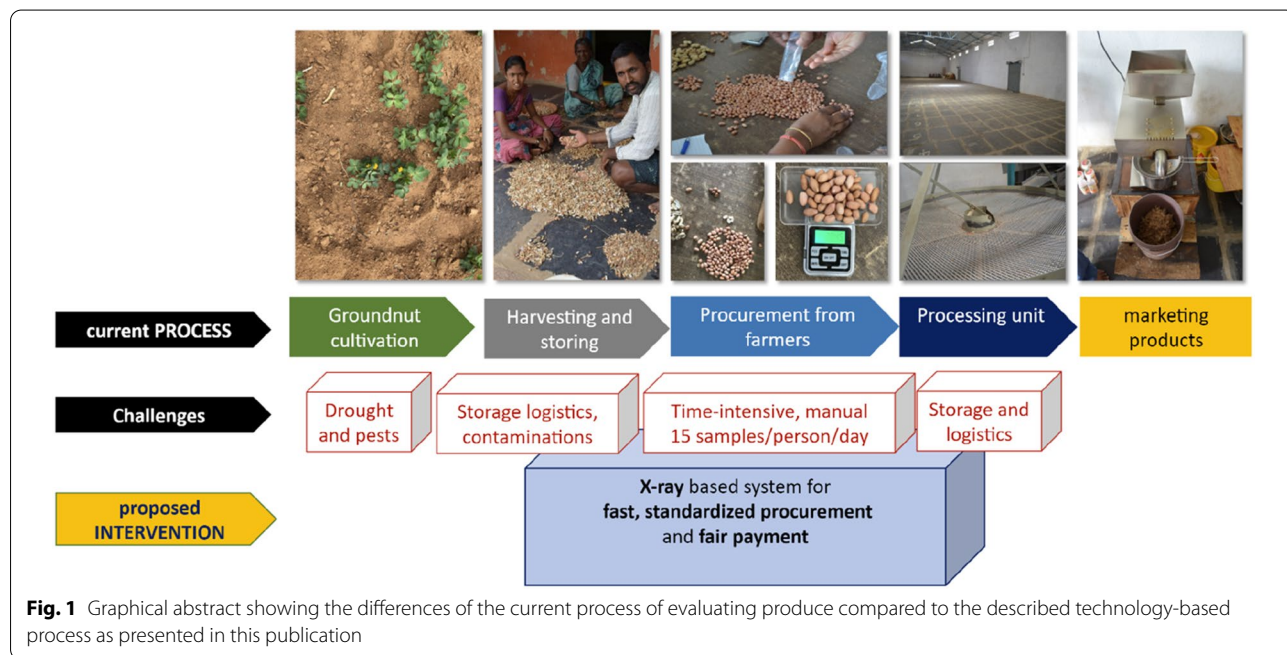 current PROCESS
Groundnut
cultivation
Harvesting and
storing
Procurement from
farmers
Processing unit
marketing
products
Challenges
Drought
and pests
Storage logistics,
contaminations
Time-intensive, manual
15 samples/person/day
Storage and
logistics
proposed
INTERVENTION
X-ray based system for
fast, standardized procurement
and fair payment
Fig. 1 Graphical abstract showing the differences of the current process of evaluating produce compared to the described technology-based
process as presented in this publication